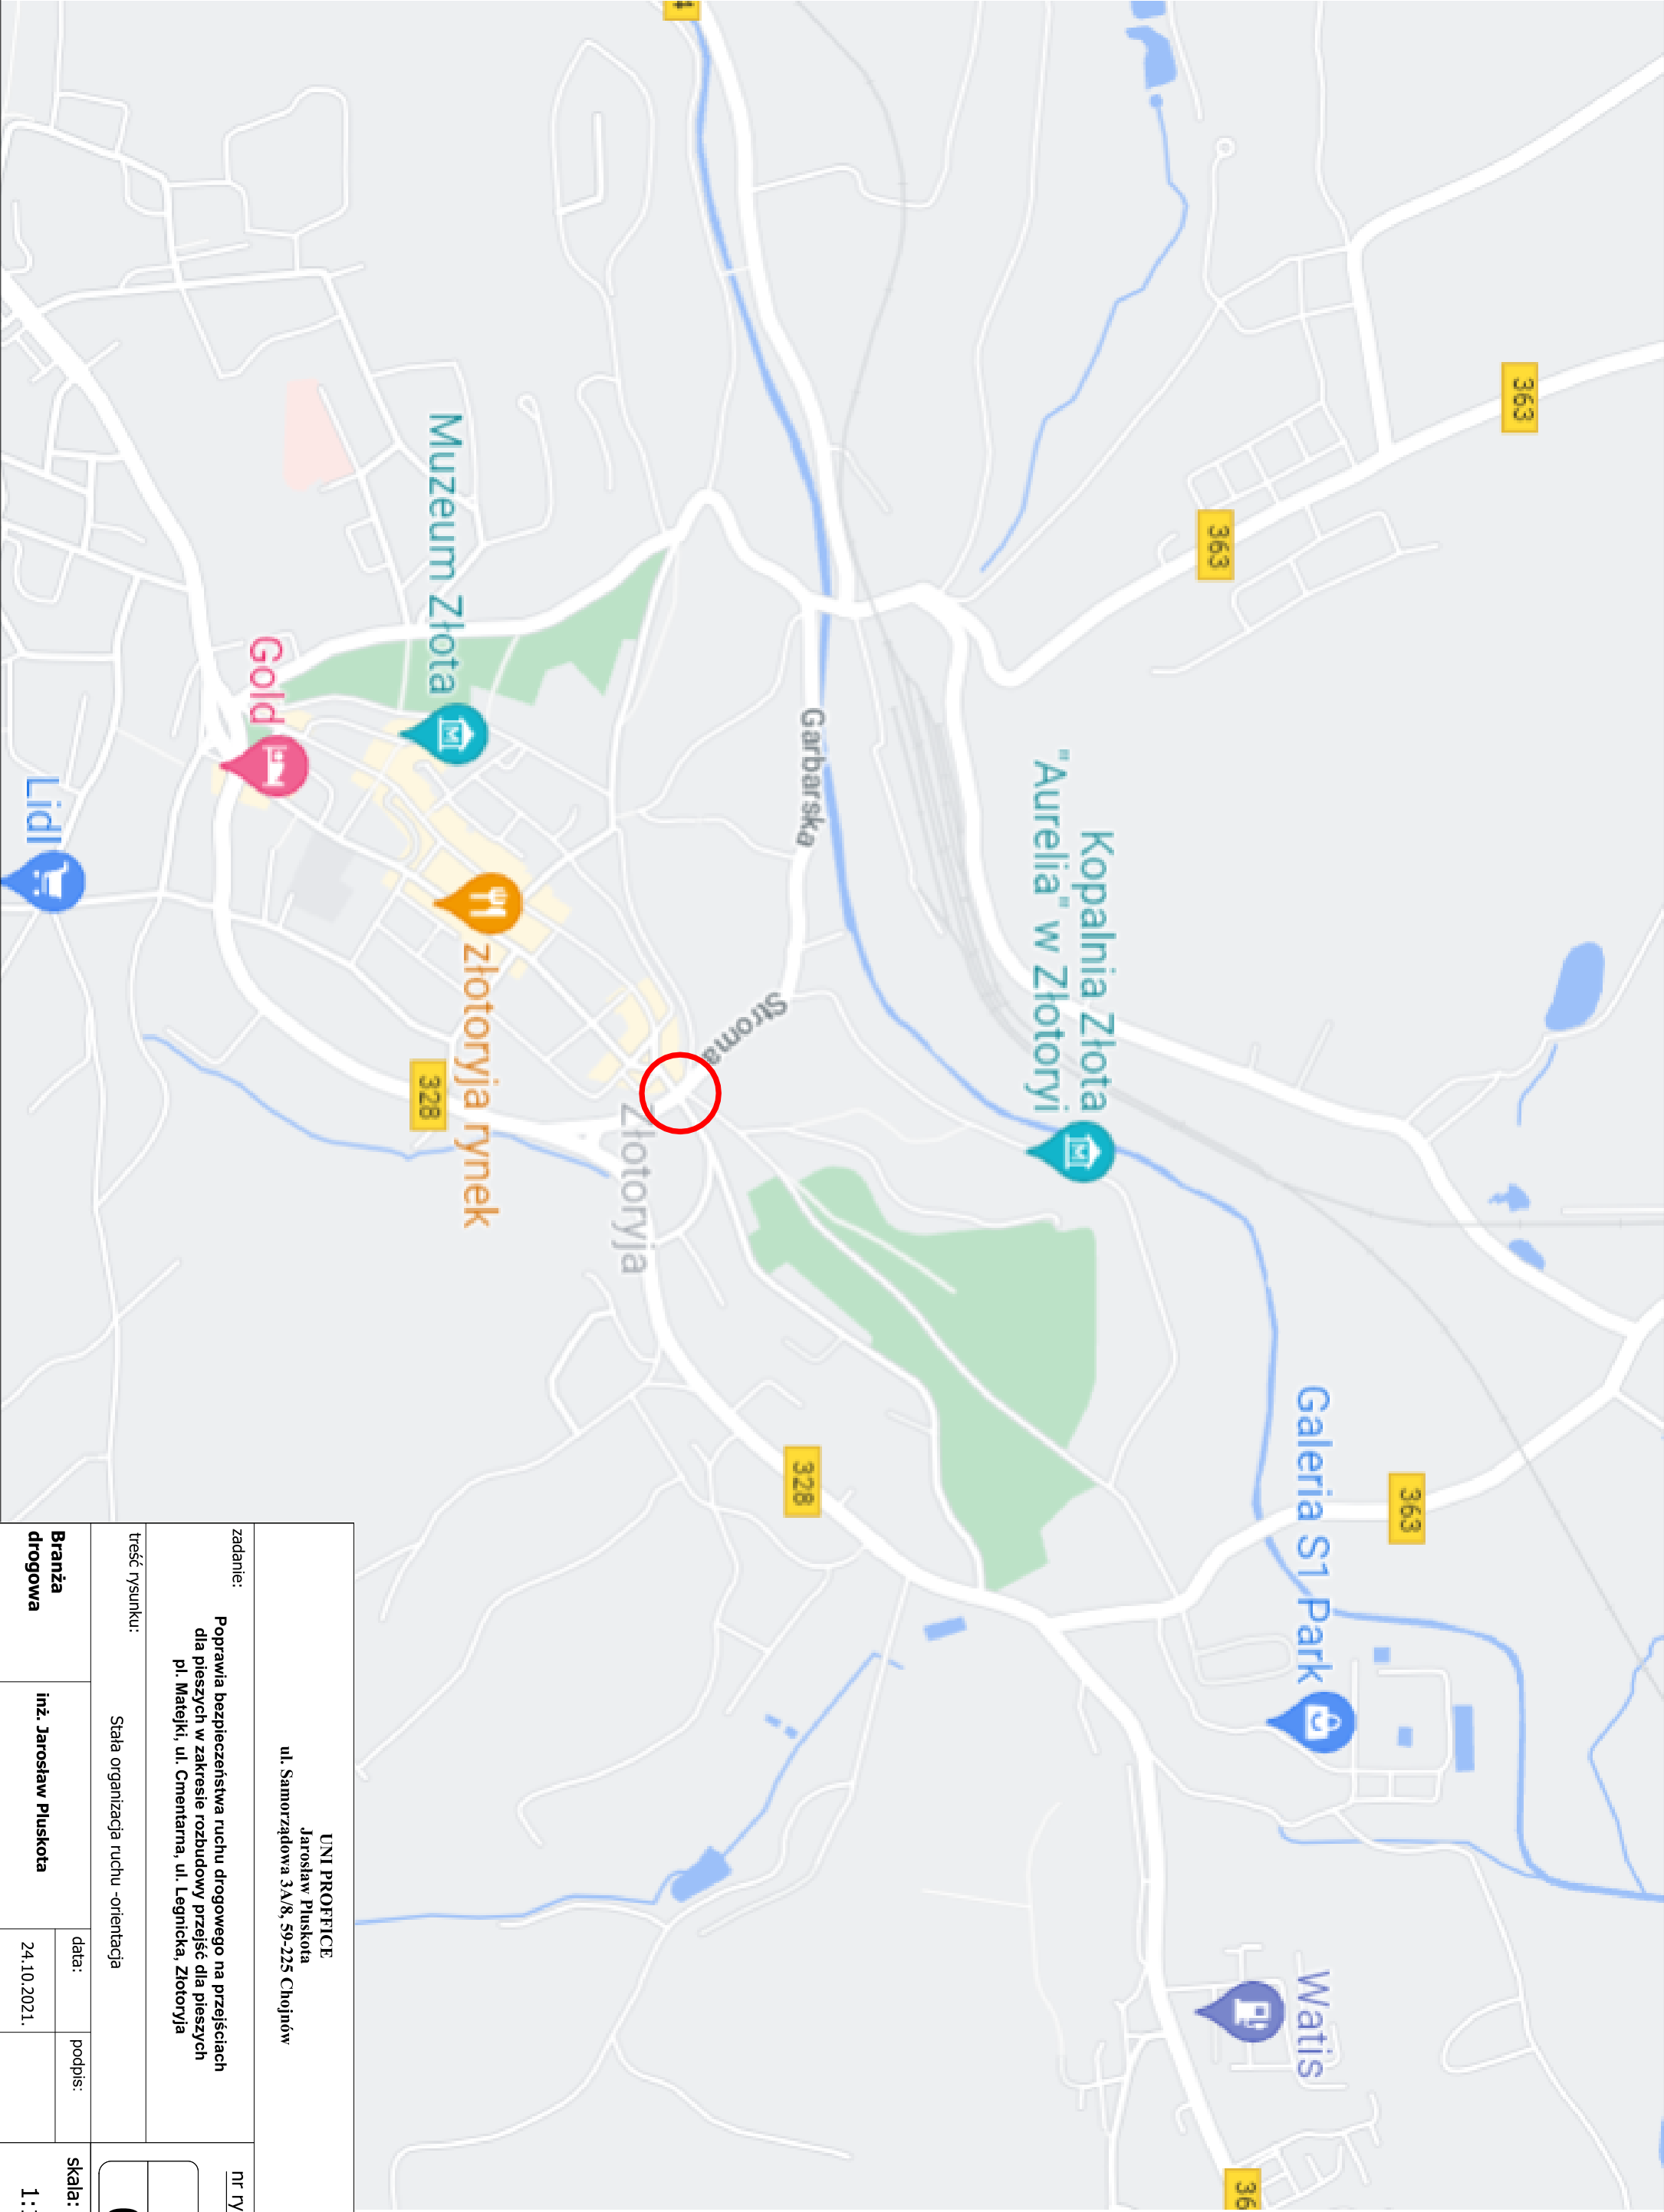 363
363
Muzeum Złota
Gold
Lidl
Garbarska
Kopalnia Złota
"Aurelia" w Złotoryi
złotoryja rynek
Stroma
328
Złotoryja
328
363
Galeria S1 Park
Watis
UNI PROFFICE
Jarosław Pluskota
ul. Samorządowa 3A/8, 59-225 Chojnów
zadanie:
Poprawia bezpieczeństwa ruchu drogowego na przejściach
dla pieszych w zakresie rozbudowy przejść dla pieszych
pl. Matejki, ul. Cmentarna, ul. Legnicka, Złotoryja
treść rysunku:
Stała organizacja ruchu -orientacja
Branża
drogowa
inż. Jarosław Pluskota
data:
24.10.2021.
podpis:
skala:
nr